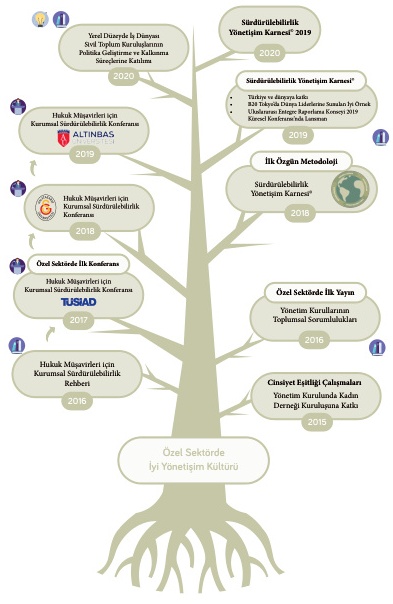 Yerel Düzeyde İş Dünyası
Sivil Toplum Kuruluşlarının
Politika Geliştirme ve Kalkınma
Süreçlerine Katılımı
2020
Sürdürülebilirlik
Yönetişim Karnesi® 2019
2020
Sürdürülebilirlik Yönetişim Karnesi®
• Türkiye ve dünyaya katkı
• B20 Tokyo'da Dünya Liderlerine Sunulan İyi Örnek
• Uluslararası Entegre Raporlama Konseyi 2019
Küresel Konferansı'nda Lansman
2019
Hukuk Müşavirleri için
Kurumsal Sürdürülebilirlik Konferansı
ALTINBAŞ
ÜNİVERSİTESİ
2019
İlk Özgün Metodoloji
Sürdürülebilirlik
Yönetişim Karnesi®
2018
Hukuk Müşavirleri için
Kurumsal Sürdürülebilirlik
Konferansı
2018
Özel Sektörde İlk Konferans
Hukuk Müşavirleri için
Kurumsal Sürdürülebilirlik Konferansı
TUSİAD
2017
Özel Sektörde İlk Yayın
Yönetim Kurullarının
Toplumsal Sorumlulukları
2016
Hukuk Müşavirleri için
Kurumsal Sürdürülebilirlik
Rehberi
2016
Cinsiyet Eşitliği Çalışmaları
Yönetim Kurulunda Kadın
Derneği Kuruluşuna Katkı
2015
Özel Sektörde
İyi Yönetişim Kültürü